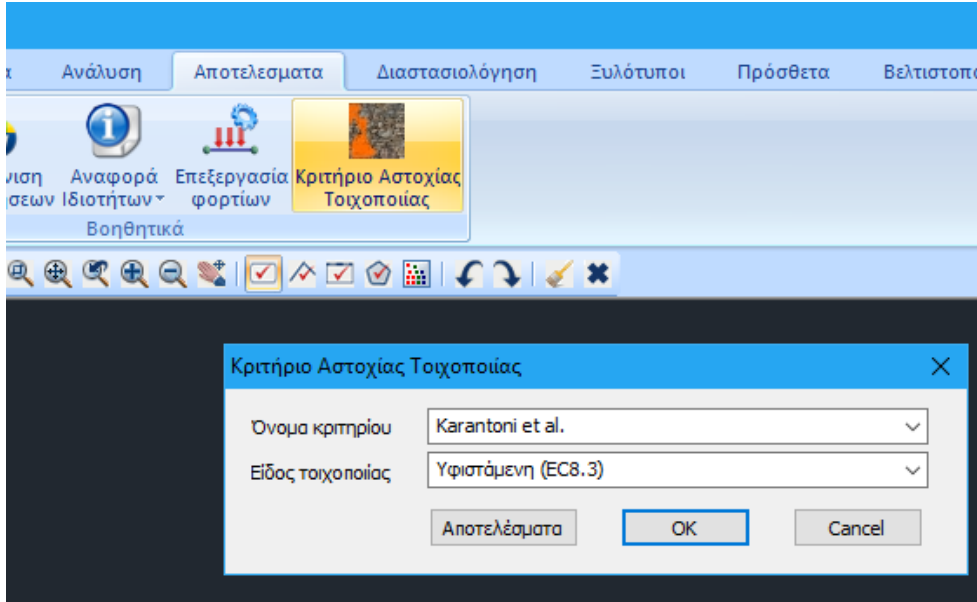 Ανάλυση Αποτελεσματα Διαστασιολόγηση Ξυλότυποι Πρόσθετα
Αναφορά Επεξεργασία Κριτήριο Αστοχίας
Ιδιοτήτων φορτίων Τοιχοποιίας
Βοηθητικά
Κριτήριο Αστοχίας Τοιχοποιίας
Όνομα κριτηρίου Karantoni et al.
Είδος τοιχοποιίας Υφιστάμενη (EC8.3)
Αποτελέσματα OK Cancel